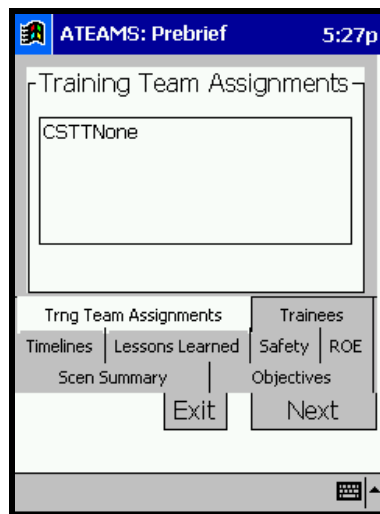 ATEAMS: Prebrief 5:27p
Training Team Assignments
CSTTNone
Trng Team Assignments Trainees
Timelines Lessons Learned Safety ROE
Scen Summary Objectives
Exit Next